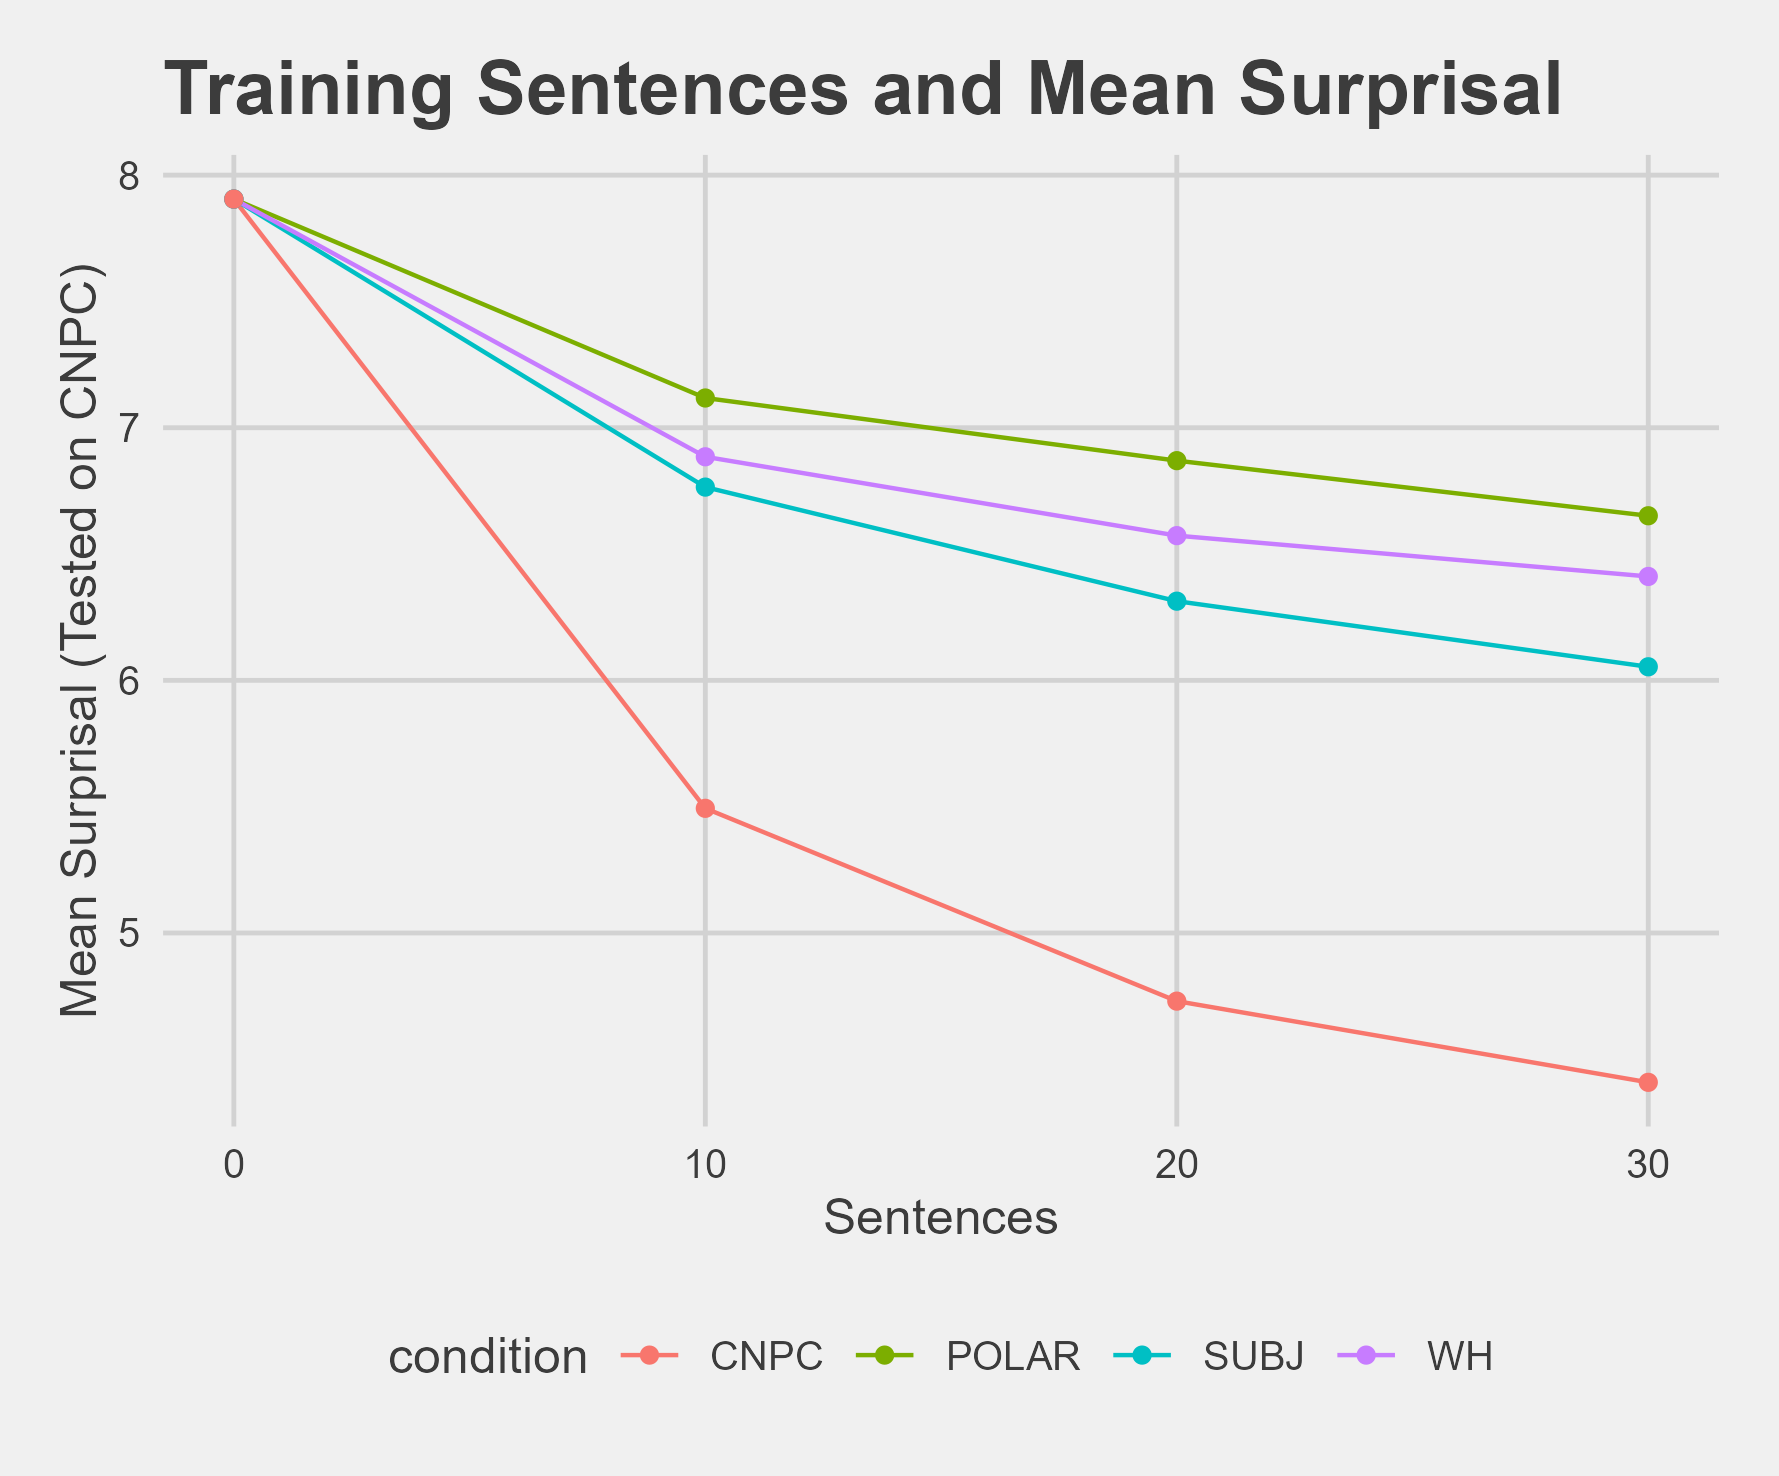 Training Sentences and Mean Surprisal
Mean Surprisal (Tested on CNPC)
8
7
6
5
0 10 20 30
Sentences
condition CNPC POLAR SUBJ WH